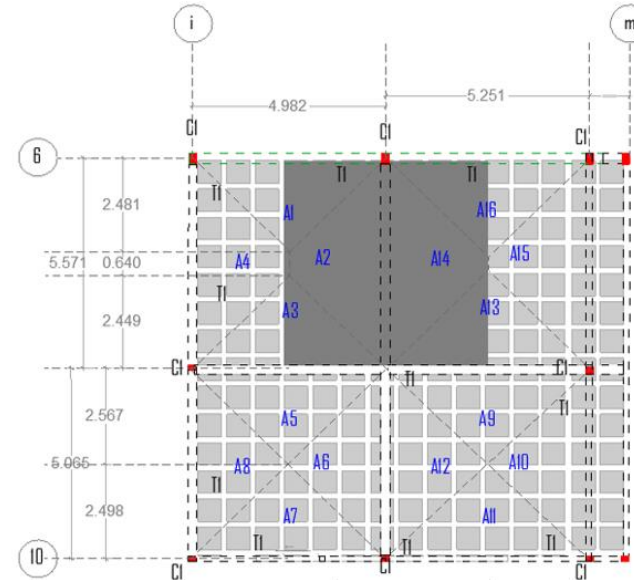 i
m
5.251
4.982
C1
C1
C1
6
T1
T1
T1
2.481
A1
A16
5.571
0.640
A4
A2
A14
A15
T1
2.449
A3
A13
C1
C1
T1
T1
2.567
A5
A9
5.065
A8
A6
A12
A10
T1
2.498
A7
A11
T1
T1
T1
10
C1
C1
C1